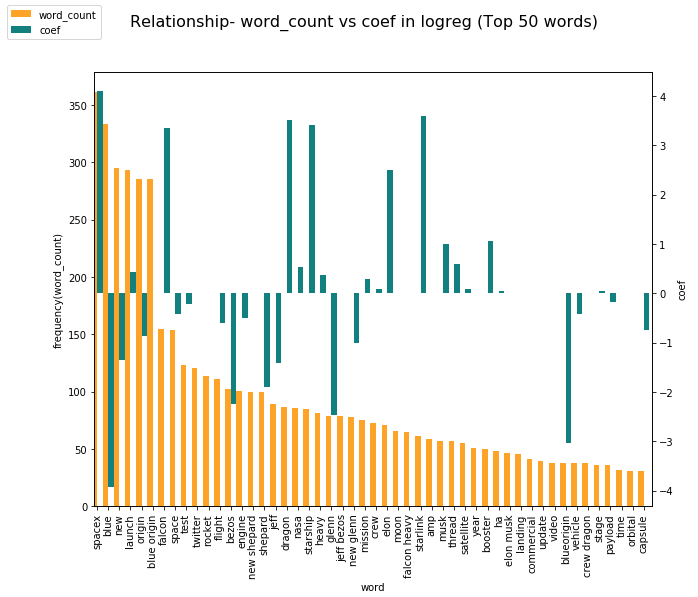 word_count
coef
Relationship- word_count vs coef in logreg (Top 50 words)
350
300
250
200
150
100
50
0
frequency(word_count)
4
3
2
1
0
−1
−2
−3
−4
coef
spacex
blue
new
launch
origin
blue origin
falcon
space
test
twitter
rocket
flight
bezos
engine
new shepard
shepard
jeff
dragon
nasa
starship
heavy
glenn
jeff bezos
new glenn
mission
crew
elon
moon
falcon heavy
starlink
amp
musk
thread
satellite
year
booster
ha
elon musk
landing
commercial
update
video
blueorigin
vehicle
crew dragon
stage
payload
time
orbital
capsule
word